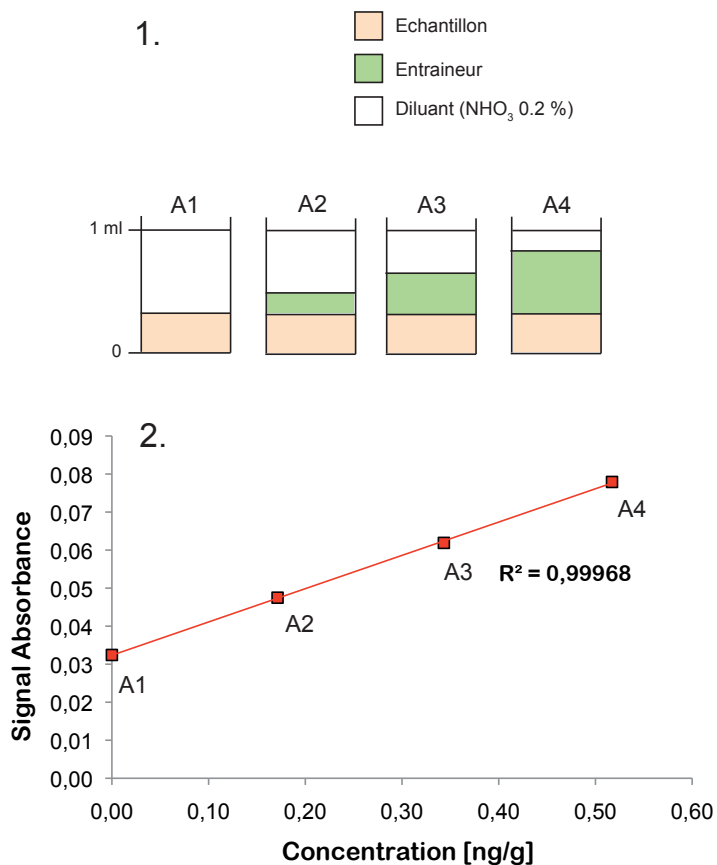 1.
Echantillon
Entraineur
Diluant (NHO₃ 0.2 %)
A1 A2 A3 A4
1 ml
0
2.
0,09
0,08
0,07
0,06
0,05
0,04
0,03
0,02
0,01
0,00
Signal Absorbance
A1
A2
A3
A4
R² = 0,99968
0,00 0,10 0,20 0,30 0,40 0,50 0,60
Concentration [ng/g]